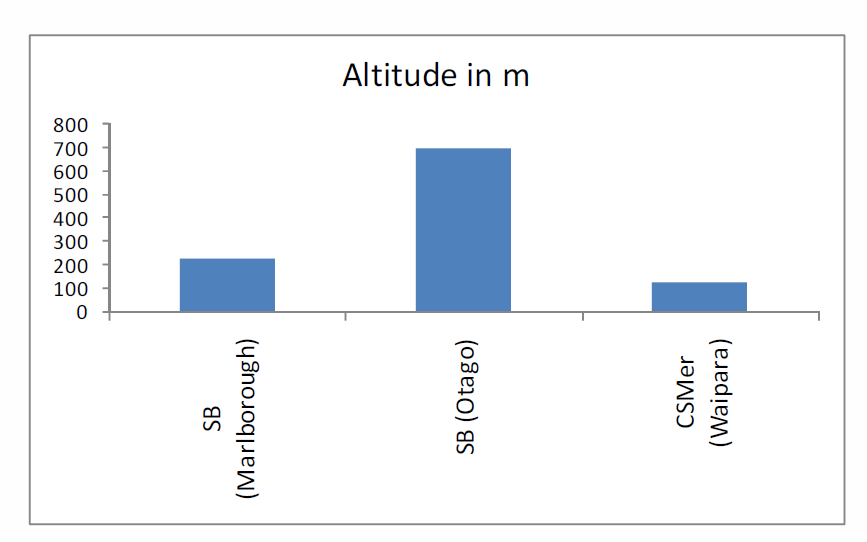 Altitude in m
800
700
600
500
400
300
200
100
0
SB
(Marlborough)
SB (Otago)
CSMer
(Waipara)